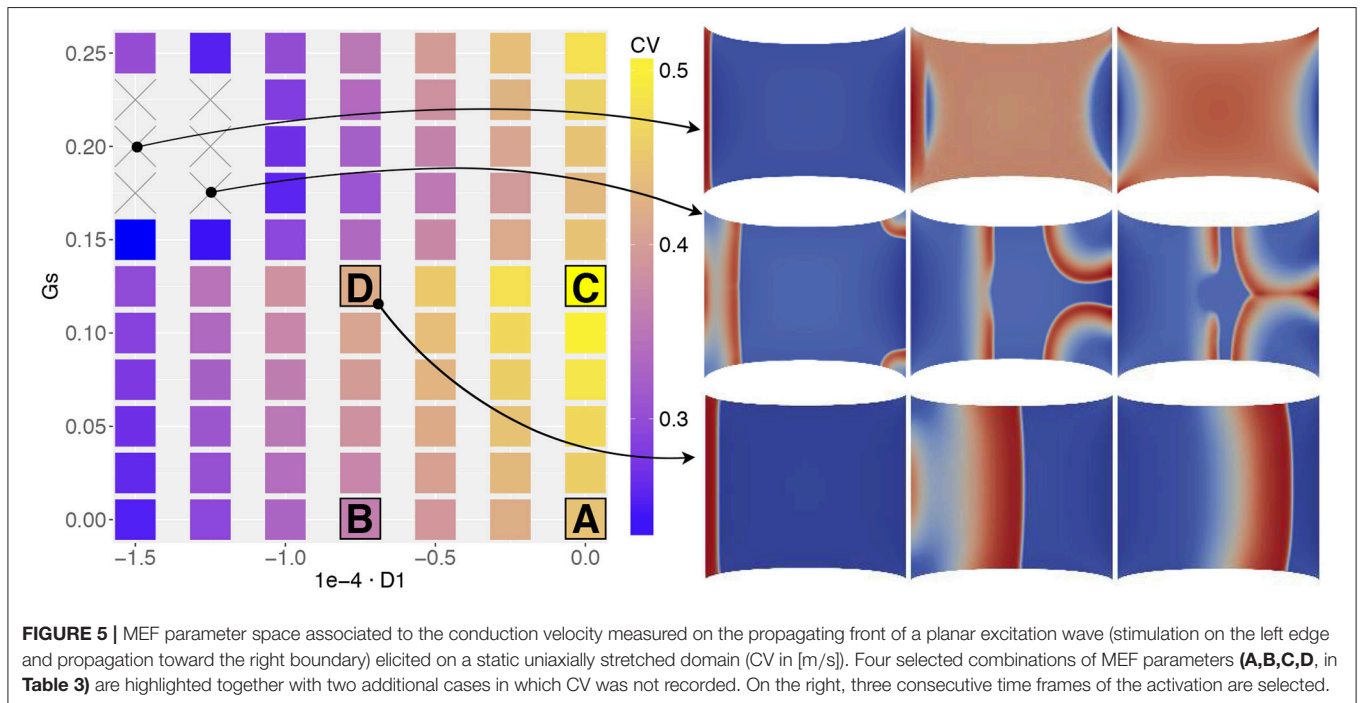 CV
0.25
0.20
0.15
0.10
0.05
0.00
Gs
−1.5
−1.0
−0.5
0.0
1e−4 · D1
0.5
0.4
0.3
D
C
B
A
FIGURE 5 | MEF parameter space associated to the conduction velocity measured on the propagating front of a planar excitation wave (stimulation on the left edge
and propagation toward the right boundary) elicited on a static uniaxially stretched domain (CV in [m/s]). Four selected combinations of MEF parameters (A,B,C,D, in
Table 3) are highlighted together with two additional cases in which CV was not recorded. On the right, three consecutive time frames of the activation are selected.